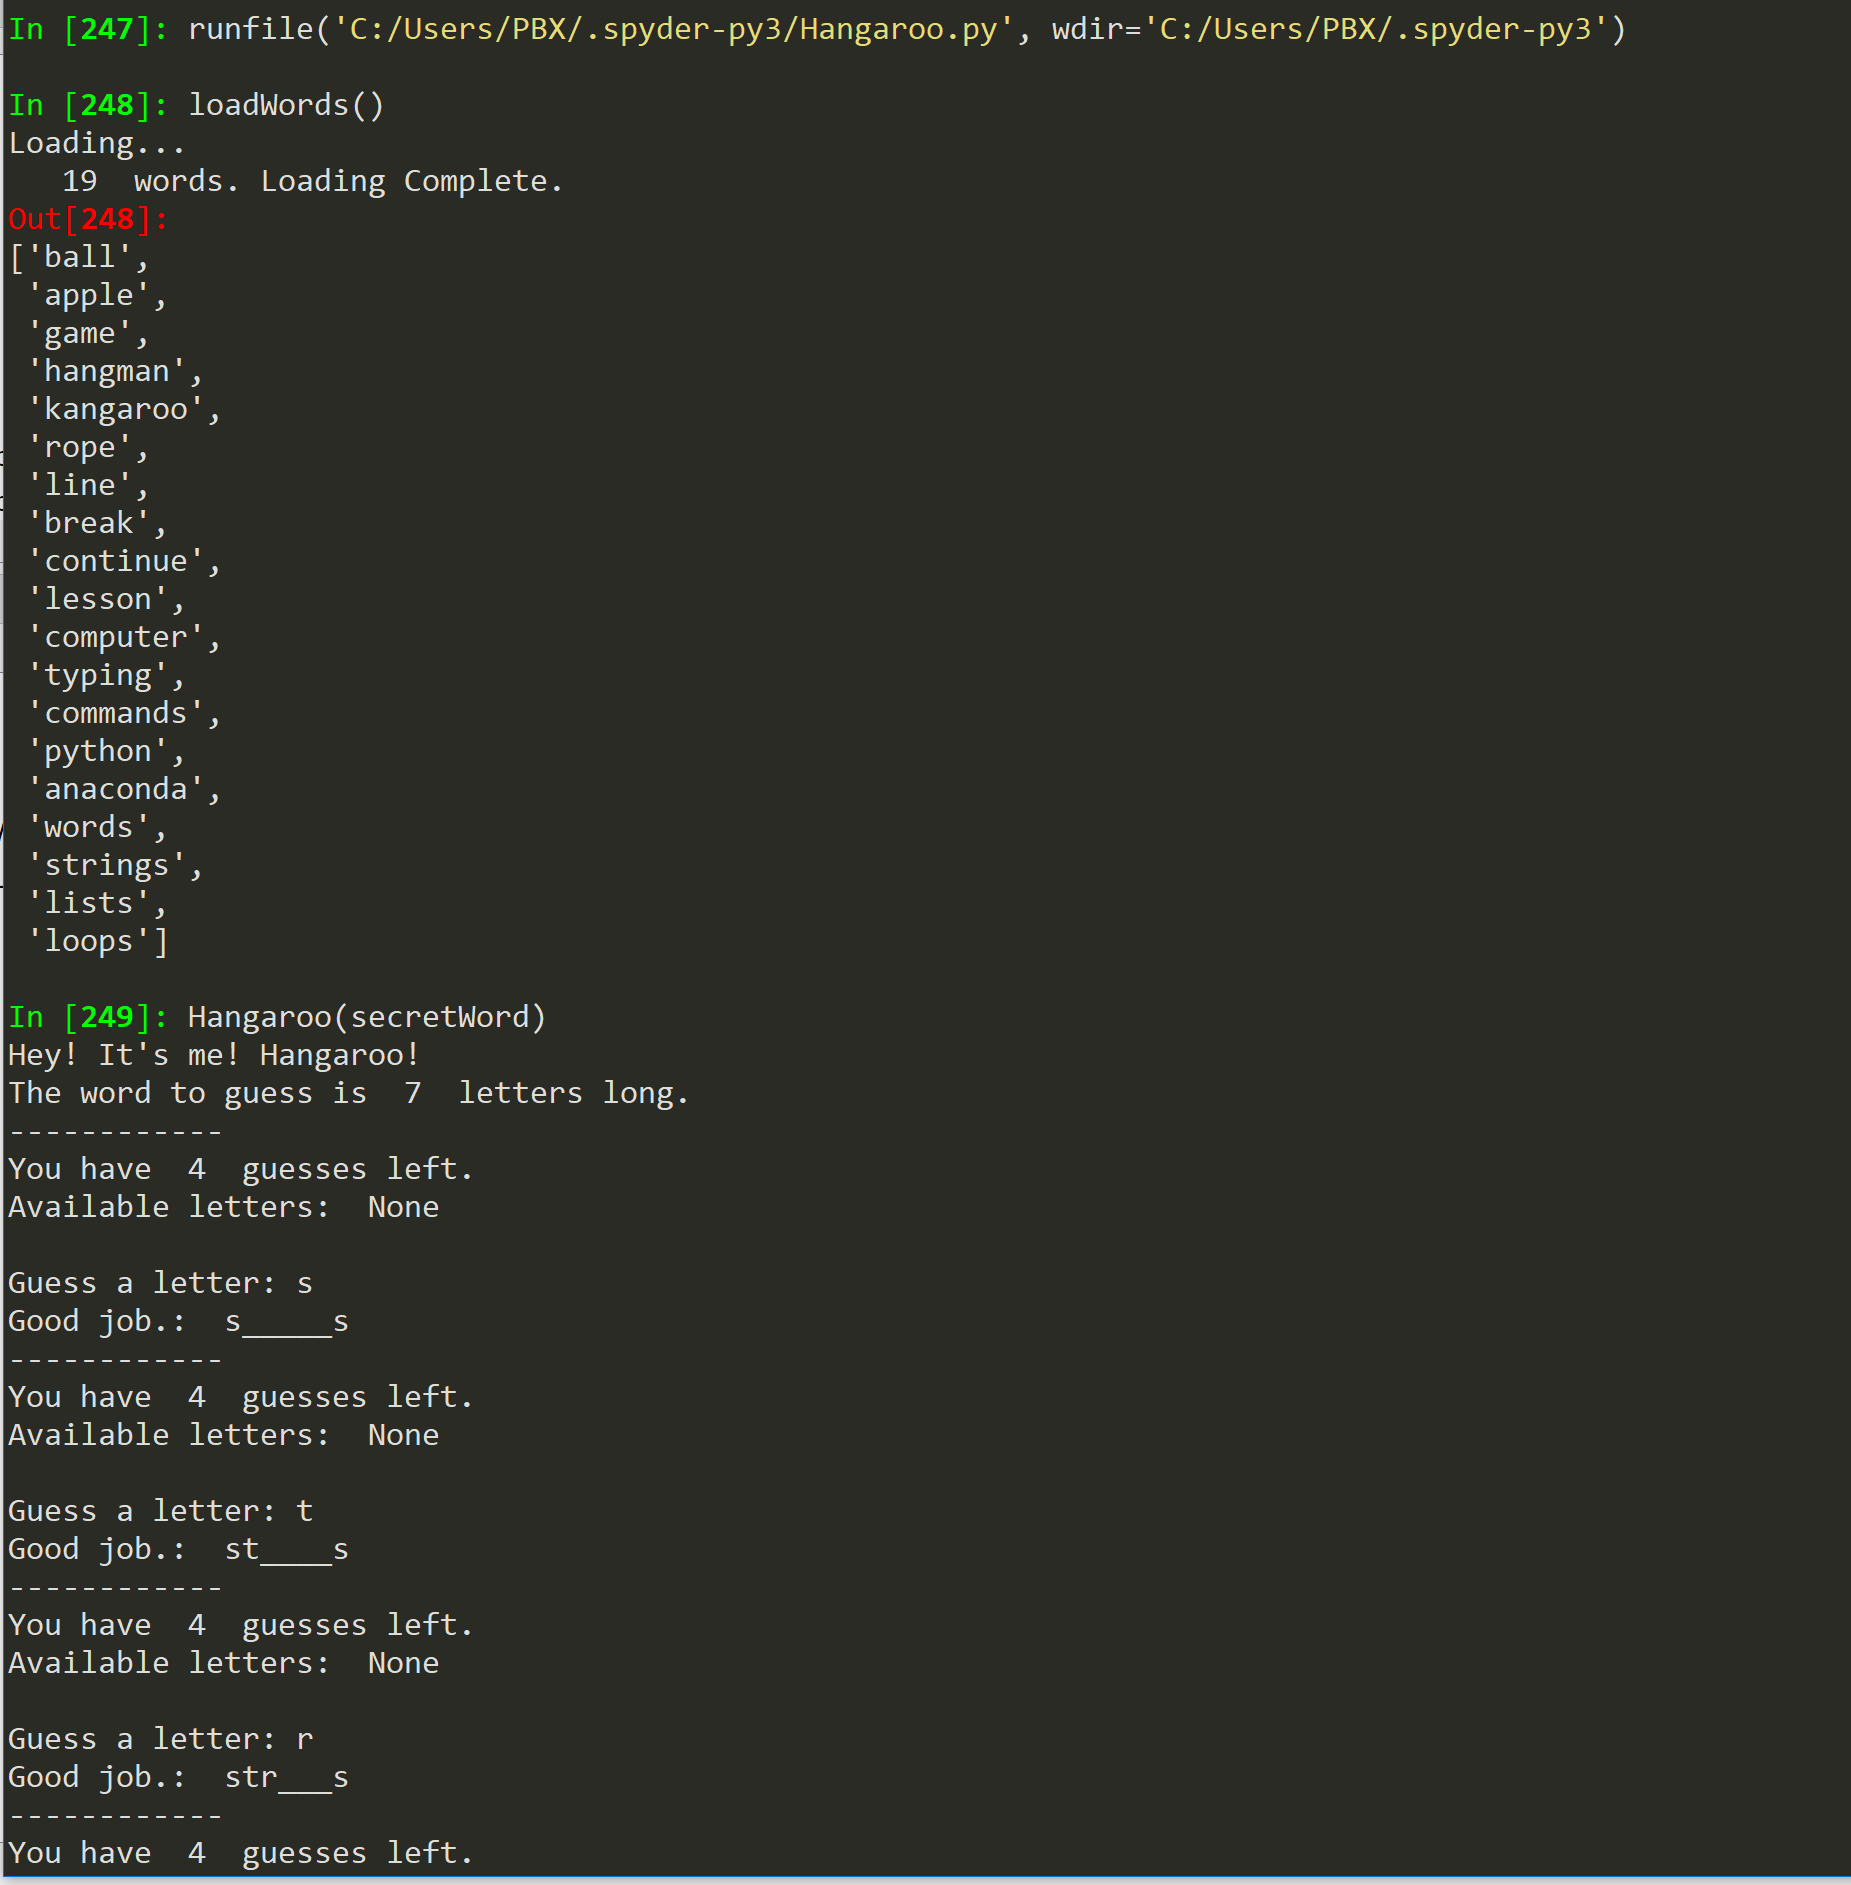 In [247]: runfile('C:/Users/PBX/.spyder-py3/Hangaroo.py', wdir='C:/Users/PBX/.spyder-py3')
In [248]: loadWords()
Loading...
   19  words. Loading Complete.
Out[248]:
['ball',
 'apple',
 'game',
 'hangman',
 'kangaroo',
 'rope',
 'line',
 'break',
 'continue',
 'lesson',
 'computer',
 'typing',
 'commands',
 'python',
 'anaconda',
 'words',
 'strings',
 'lists',
 'loops']
In [249]: Hangaroo(secretWord)
Hey! It's me! Hangaroo!
The word to guess is  7  letters long.
------------
You have  4  guesses left.
Available letters:  None
Guess a letter: s
Good job.:  s_____s
------------
You have  4  guesses left.
Available letters:  None
Guess a letter: t
Good job.:  st____s
------------
You have  4  guesses left.
Available letters:  None
Guess a letter: r
Good job.:  str___s
------------
You have  4  guesses left.